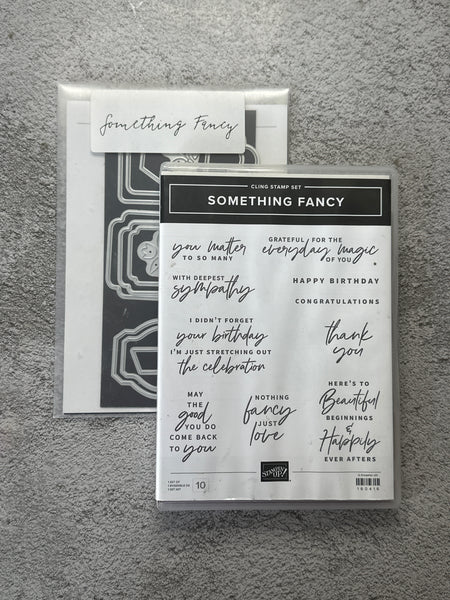 Something Fancy
CLING STAMP SET
SOMETHING FANCY
you matter
TO SO MANY
GRATEFUL FOR THE
everyday magic
OF YOU
WITH DEEPEST
sympathy
HAPPY BIRTHDAY
CONGRATULATIONS
I DIDN'T FORGET
your birthday
I'M JUST STRETCHING OUT
the celebration
thank
you
MAY
THE
good
YOU DO
COME BACK
TO you
NOTHING
fancy
JUST
love
HERE'S TO
Beautiful
BEGINNINGS
&
Happily
EVER AFTERS
10
STAMPIN' UP!
160416